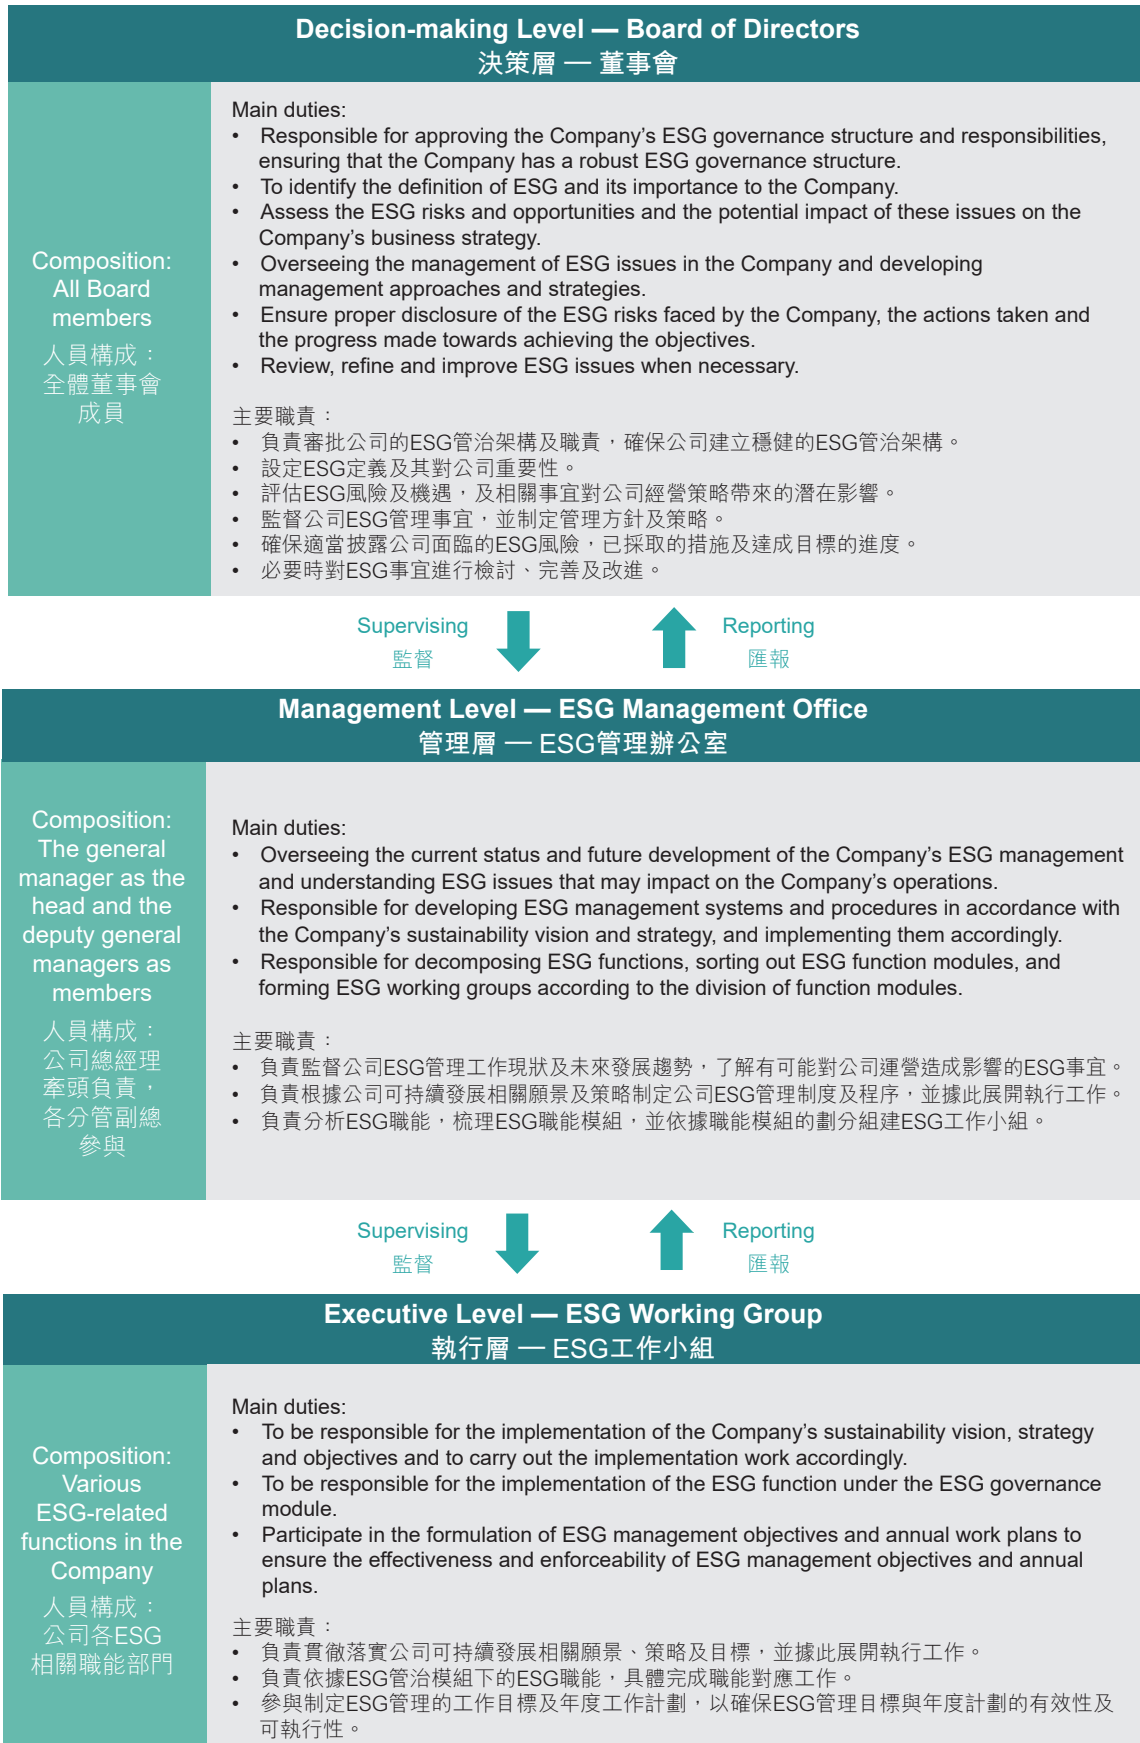 Decision-making Level — Board of Directors
決策層 — 董事會
Composition:
All Board
members
人員構成：
全體董事會
成員
Main duties:
• Responsible for approving the Company’s ESG governance structure and responsibilities,
ensuring that the Company has a robust ESG governance structure.
• To identify the definition of ESG and its importance to the Company.
• Assess the ESG risks and opportunities and the potential impact of these issues on the
Company’s business strategy.
• Overseeing the management of ESG issues in the Company and developing
management approaches and strategies.
• Ensure proper disclosure of the ESG risks faced by the Company, the actions taken and
the progress made towards achieving the objectives.
• Review, refine and improve ESG issues when necessary.
主要職責：
• 負責審批公司的ESG管治架構及職責，確保公司建立穩健的ESG管治架構。
• 設定ESG定義及其對公司重要性。
• 評估ESG風險及機遇，及相關事宜對公司經營策略帶來的潛在影響。
• 監督公司ESG管理事宜，並制定管理方針及策略。
• 確保適當披露公司面臨的ESG風險，已採取的措施及達成目標的進度。
• 必要時對ESG事宜進行檢討、完善及改進。
Supervising
監督
Reporting
匯報
Management Level — ESG Management Office
管理層 — ESG管理辦公室
Composition:
The general
manager as the
head and the
deputy general
managers as
members
人員構成：
公司總經理
牽頭負責，
各分管副總
參與
Main duties:
• Overseeing the current status and future development of the Company’s ESG management
and understanding ESG issues that may impact on the Company’s operations.
• Responsible for developing ESG management systems and procedures in accordance with
the Company’s sustainability vision and strategy, and implementing them accordingly.
• Responsible for decomposing ESG functions, sorting out ESG function modules, and
forming ESG working groups according to the division of function modules.
主要職責：
• 負責監督公司ESG管理工作現狀及未來發展趨勢，了解有可能對公司運營造成影響的ESG事宜。
• 負責根據公司可持續發展相關願景及策略制定公司ESG管理制度及程序，並據此展開執行工作。
• 負責分析ESG職能，梳理ESG職能模組，並依據職能模組的劃分組建ESG工作小組。
Supervising
監督
Reporting
匯報
Executive Level — ESG Working Group
執行層 — ESG工作小組
Composition:
Various
ESG-related
functions in the
Company
人員構成：
公司各ESG
相關職能部門
Main duties:
• To be responsible for the implementation of the Company’s sustainability vision, strategy
and objectives and to carry out the implementation work accordingly.
• To be responsible for the implementation of the ESG function under the ESG governance
module.
• Participate in the formulation of ESG management objectives and annual work plans to
ensure the effectiveness and enforceability of ESG management objectives and annual
plans.
主要職責：
• 負責貫徹落實公司可持續發展相關願景、策略及目標，並據此展開執行工作。
• 負責依據ESG管治模組下的ESG職能，具體完成職能對應工作。
• 參與制定ESG管理的工作目標及年度工作計劃，以確保ESG管理目標與年度計劃的有效性及
可執行性。